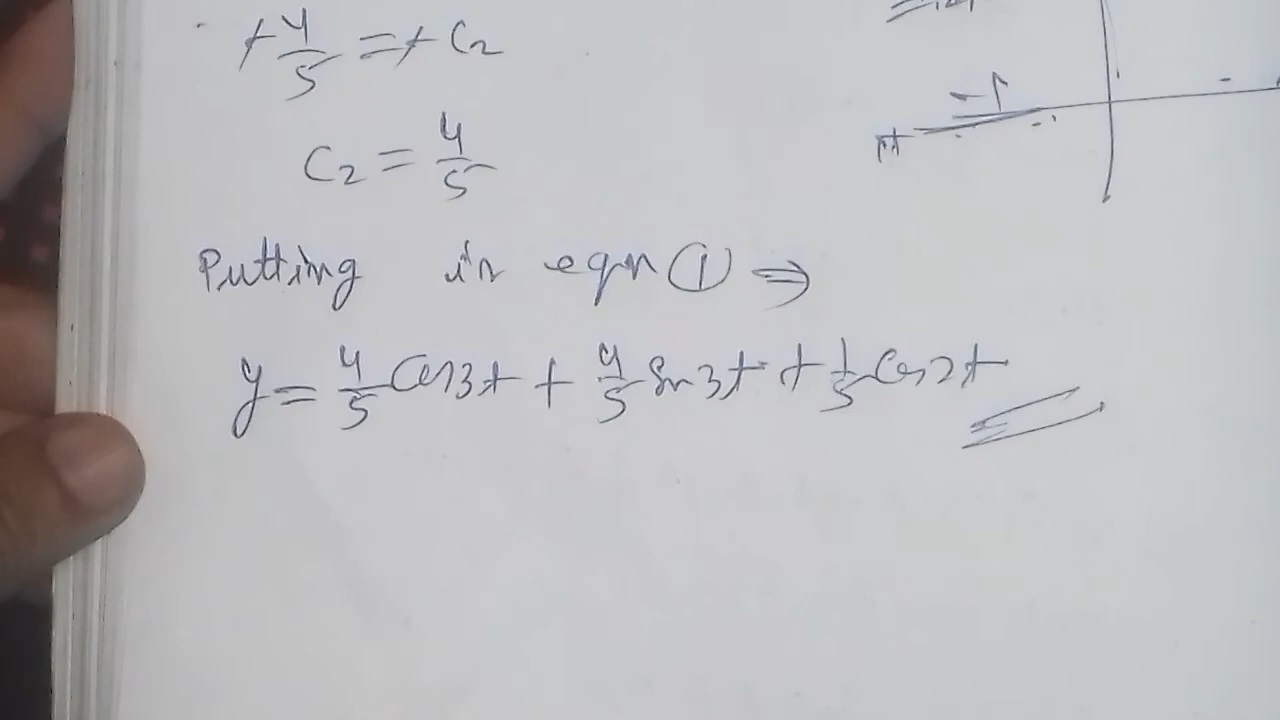 +4/5 = +C2
C2 = 4/5
Putting in eqn ① ⇒
y = 4/5 Cos3t + 4/5 Sin3t + 1/5 Cos2t